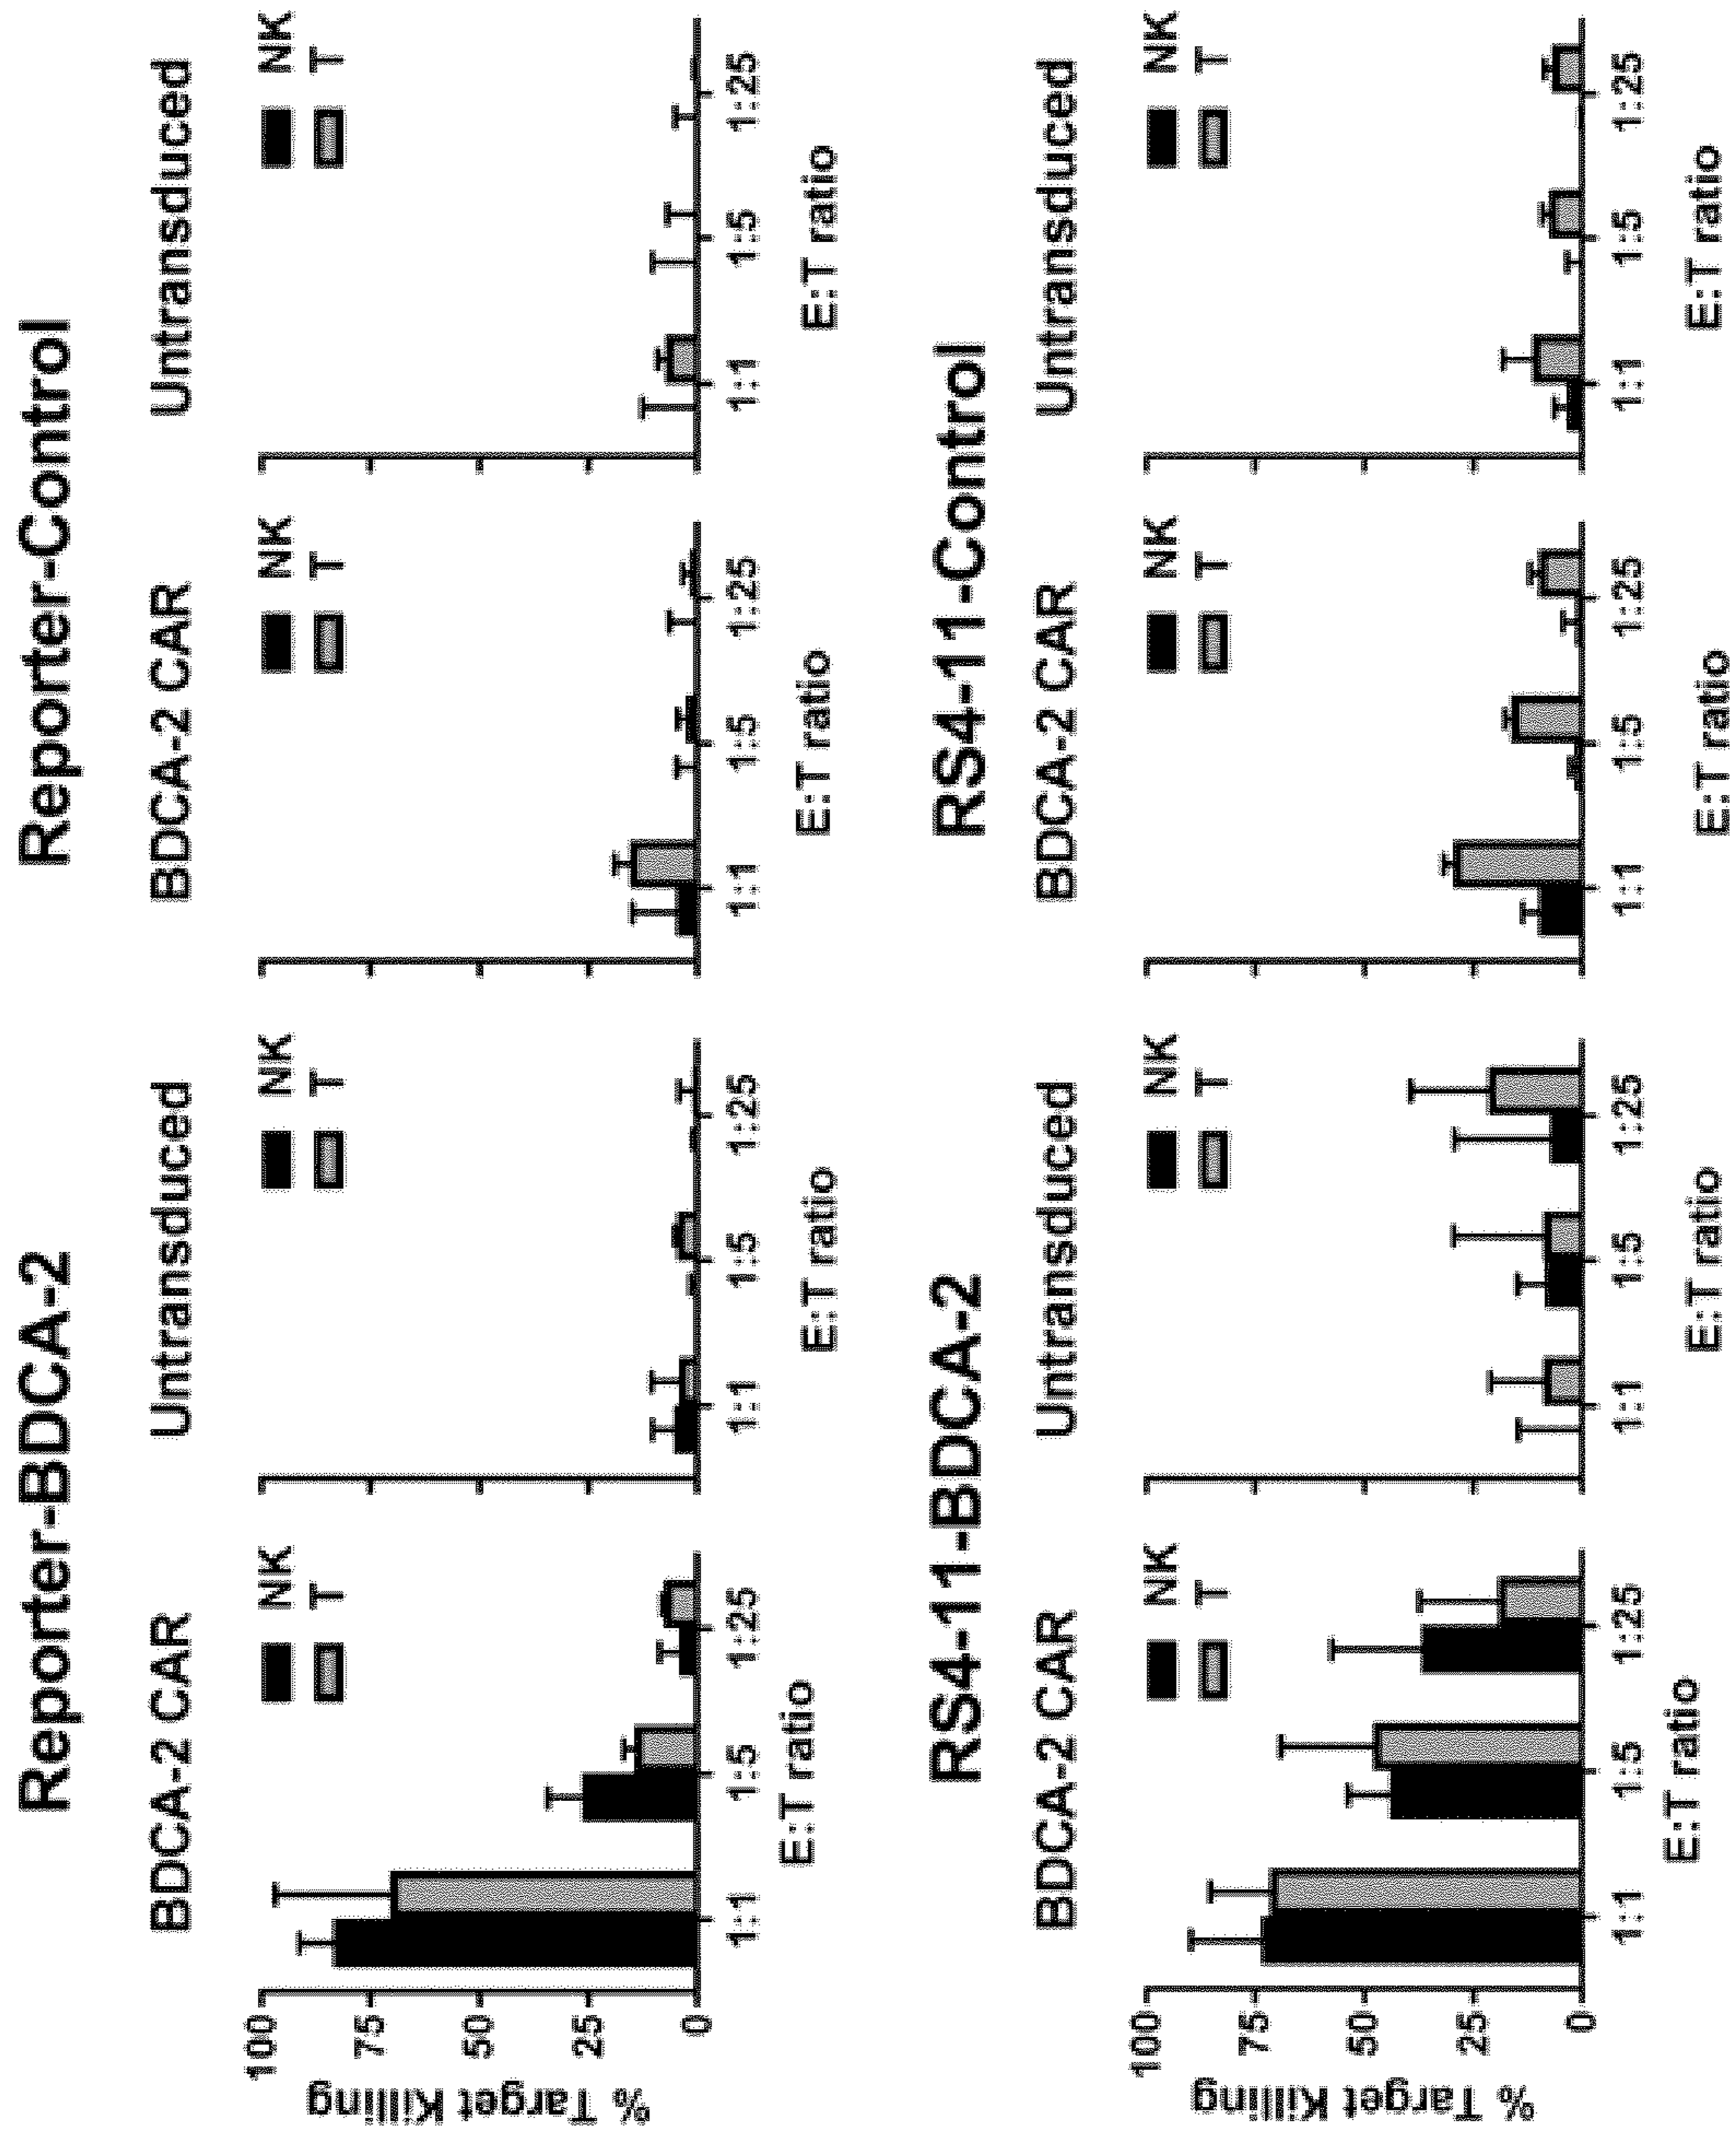 Reporter-BDCA-2
Reporter-Control
BDCA-2 CAR
Untransduced
BDCA-2 CAR
Untransduced
% Target Killing
100
75
50
25
0
NK
T
NK
T
NK
T
NK
T
1:1
1:5
1:25
1:1
1:5
1:25
1:1
1:5
1:25
1:1
1:5
1:25
E:T ratio
E:T ratio
E:T ratio
E:T ratio
RS4-11-BDCA-2
RS4-11-Control
BDCA-2 CAR
Untransduced
BDCA-2 CAR
Untransduced
% Target Killing
100
75
50
25
0
NK
T
NK
T
NK
T
NK
T
1:1
1:5
1:25
1:1
1:5
1:25
1:1
1:5
1:25
1:1
1:5
1:25
E:T ratio
E:T ratio
E:T ratio
E:T ratio